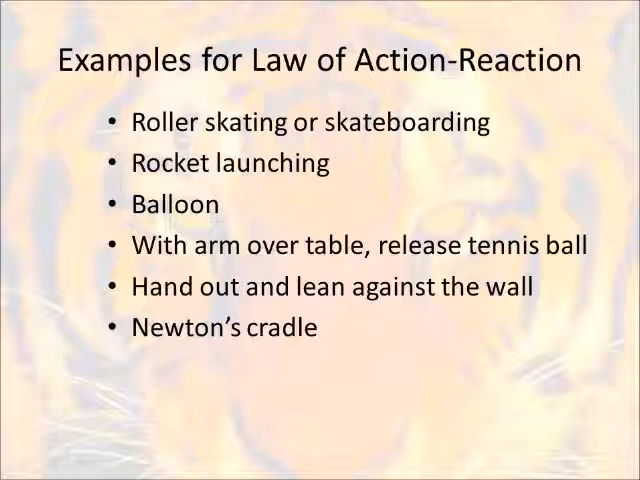 Examples for Law of Action-Reaction
• Roller skating or skateboarding
• Rocket launching
• Balloon
• With arm over table, release tennis ball
• Hand out and lean against the wall
• Newton’s cradle